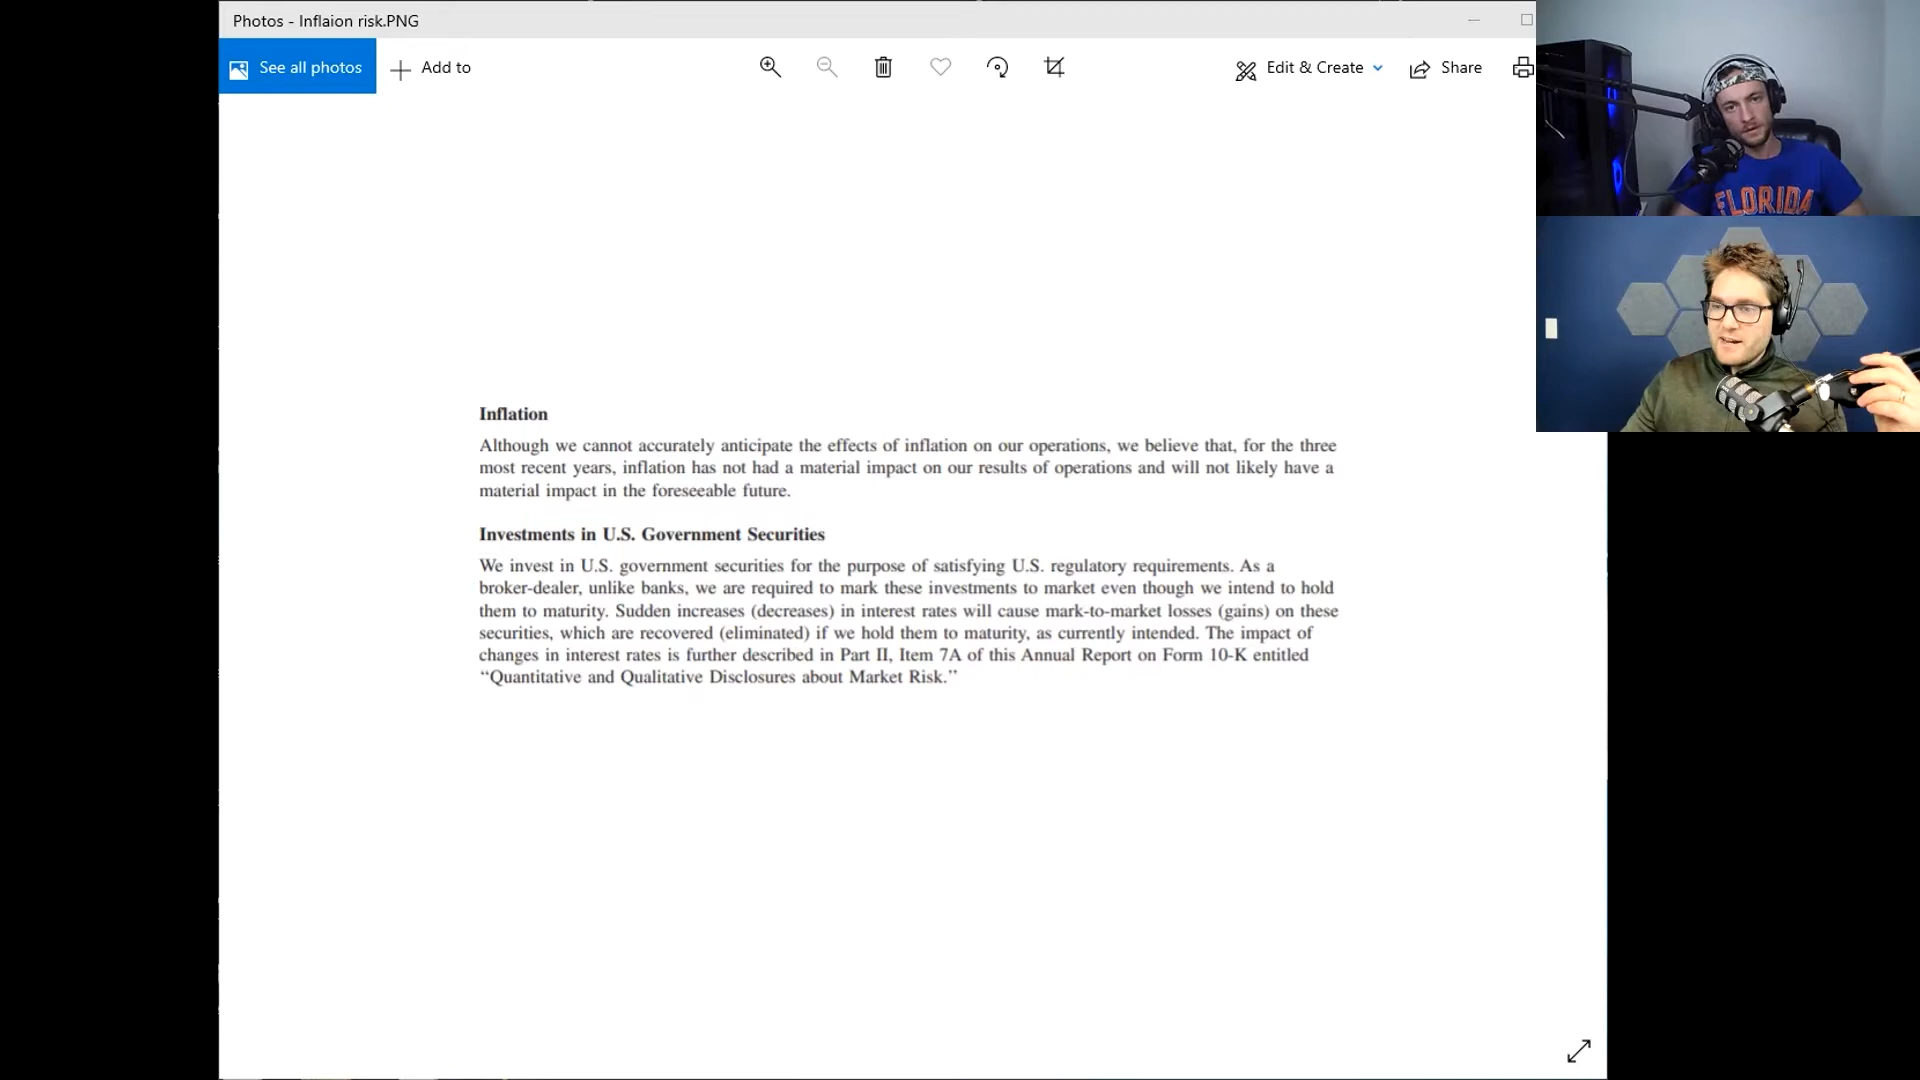 Photos - Inflaion risk.PNG
See all photos
Add to
Edit & Create
Share
FLORIDA
Inflation
Although we cannot accurately anticipate the effects of inflation on our operations, we believe that, for the three
most recent years, inflation has not had a material impact on our results of operations and will not likely have a
material impact in the foreseeable future.
Investments in U.S. Government Securities
We invest in U.S. government securities for the purpose of satisfying U.S. regulatory requirements. As a
broker-dealer, unlike banks, we are required to mark these investments to market even though we intend to hold
them to maturity. Sudden increases (decreases) in interest rates will cause mark-to-market losses (gains) on these
securities, which are recovered (eliminated) if we hold them to maturity, as currently intended. The impact of
changes in interest rates is further described in Part II, Item 7A of this Annual Report on Form 10-K entitled
‘‘Quantitative and Qualitative Disclosures about Market Risk.’’